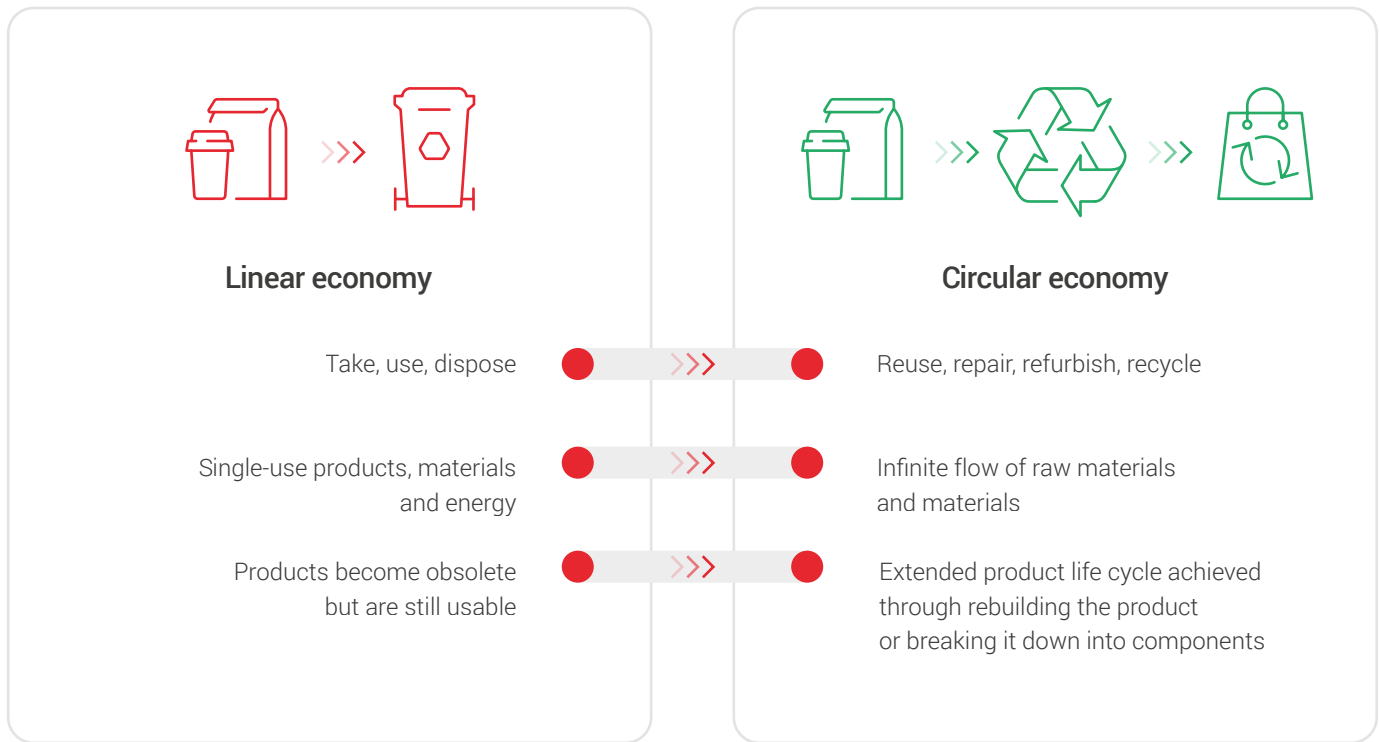 Linear economy
Take, use, dispose
Single-use products, materials
and energy
Products become obsolete
but are still usable
Circular economy
Reuse, repair, refurbish, recycle
Infinite flow of raw materials
and materials
Extended product life cycle achieved
through rebuilding the product
or breaking it down into components